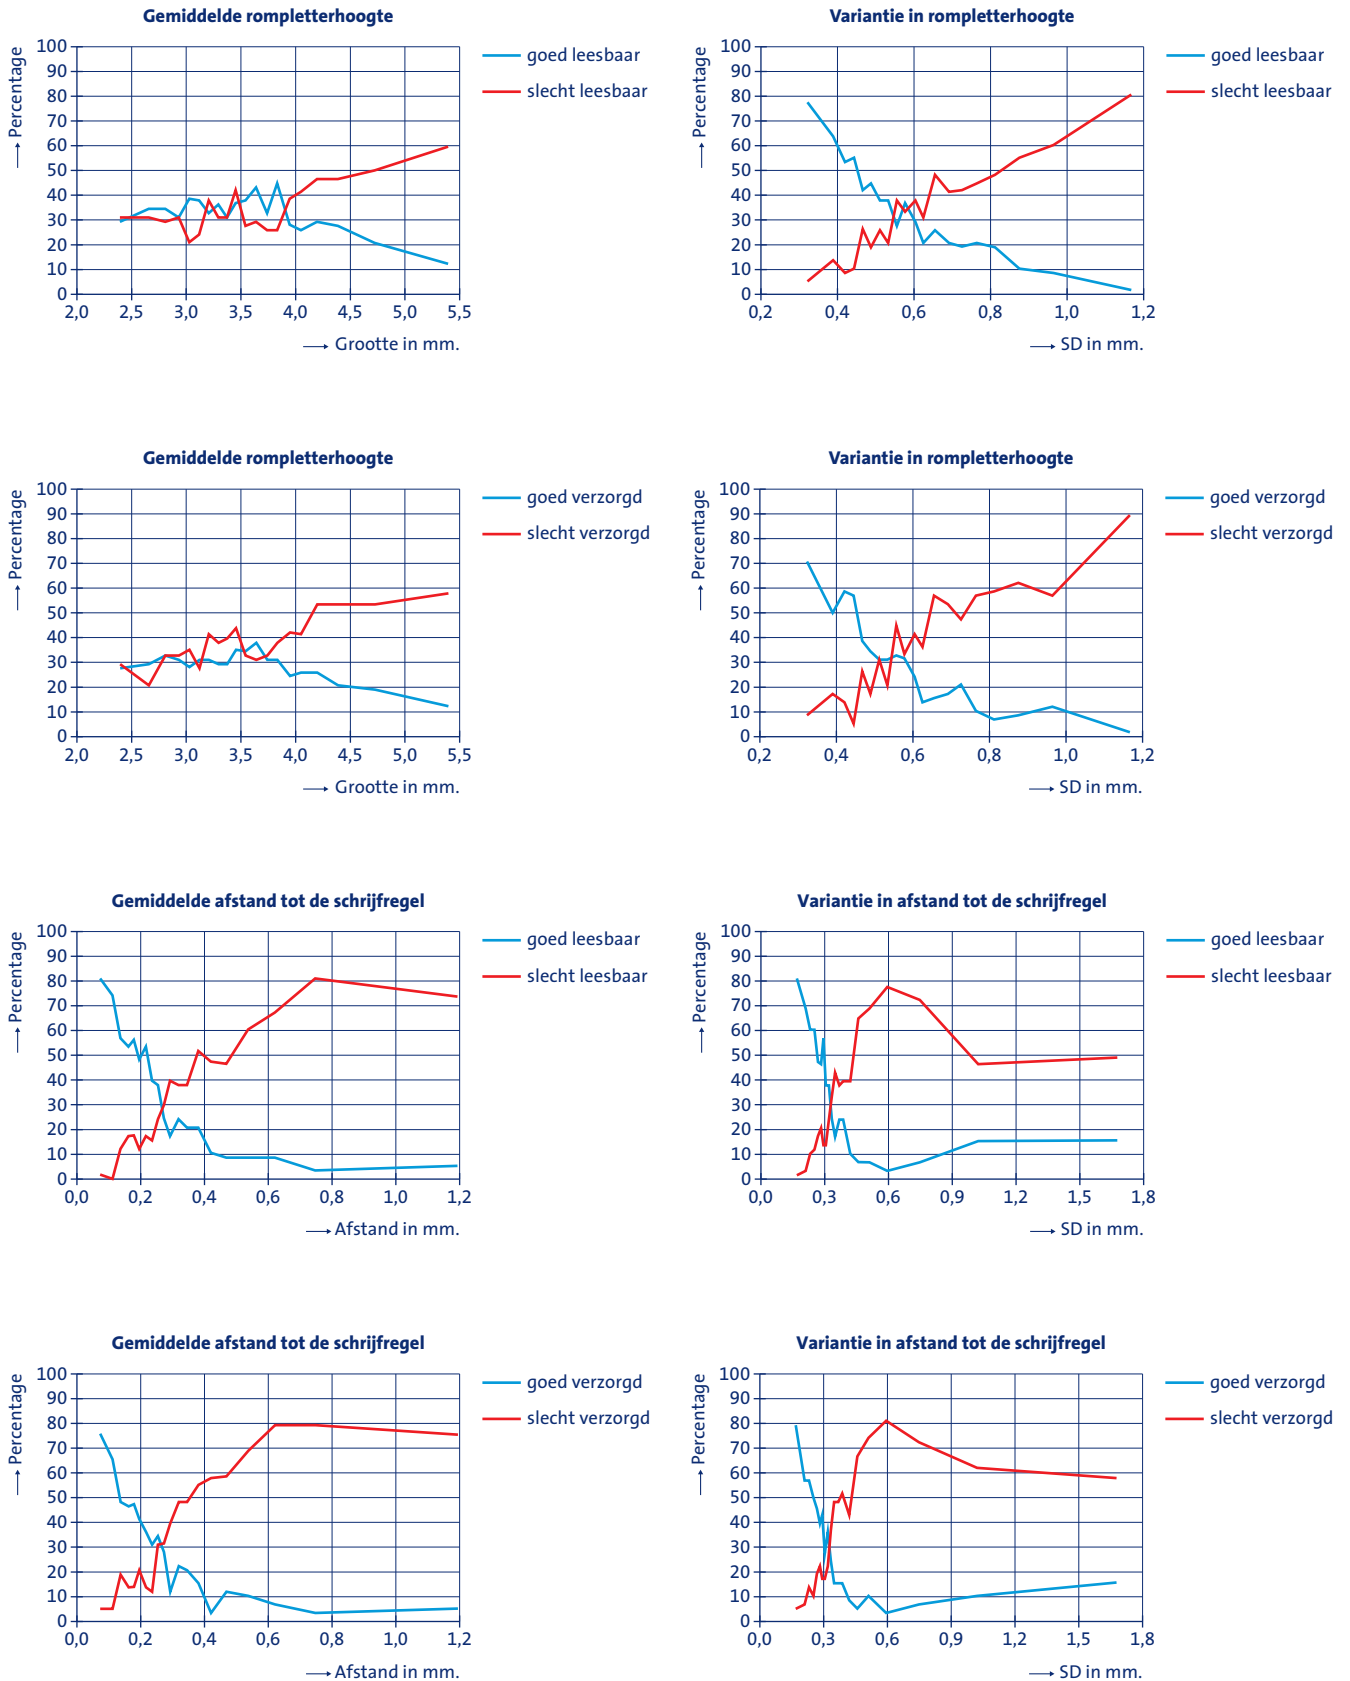 Gemiddelde rompletterhoogte
Percentage
100
90
80
70
60
50
40
30
20
10
0
2,0 2,5 3,0 3,5 4,0 4,5 5,0 5,5
Grootte in mm.
goed leesbaar
slecht leesbaar
Variantie in rompletterhoogte
Percentage
100
90
80
70
60
50
40
30
20
10
0
0,2 0,4 0,6 0,8 1,0 1,2
SD in mm.
goed leesbaar
slecht leesbaar
Gemiddelde rompletterhoogte
Percentage
100
90
80
70
60
50
40
30
20
10
0
2,0 2,5 3,0 3,5 4,0 4,5 5,0 5,5
Grootte in mm.
goed verzorgd
slecht verzorgd
Variantie in rompletterhoogte
Percentage
100
90
80
70
60
50
40
30
20
10
0
0,2 0,4 0,6 0,8 1,0 1,2
SD in mm.
goed verzorgd
slecht verzorgd
Gemiddelde afstand tot de schrijfregel
Percentage
100
90
80
70
60
50
40
30
20
10
0
0,0 0,2 0,4 0,6 0,8 1,0 1,2
Afstand in mm.
goed leesbaar
slecht leesbaar
Variantie in afstand tot de schrijfregel
Percentage
100
90
80
70
60
50
40
30
20
10
0
0,0 0,3 0,6 0,9 1,2 1,5 1,8
SD in mm.
goed leesbaar
slecht leesbaar
Gemiddelde afstand tot de schrijfregel
Percentage
100
90
80
70
60
50
40
30
20
10
0
0,0 0,2 0,4 0,6 0,8 1,0 1,2
Afstand in mm.
goed verzorgd
slecht verzorgd
Variantie in afstand tot de schrijfregel
Percentage
100
90
80
70
60
50
40
30
20
10
0
0,0 0,3 0,6 0,9 1,2 1,5 1,8
SD in mm.
goed verzorgd
slecht verzorgd